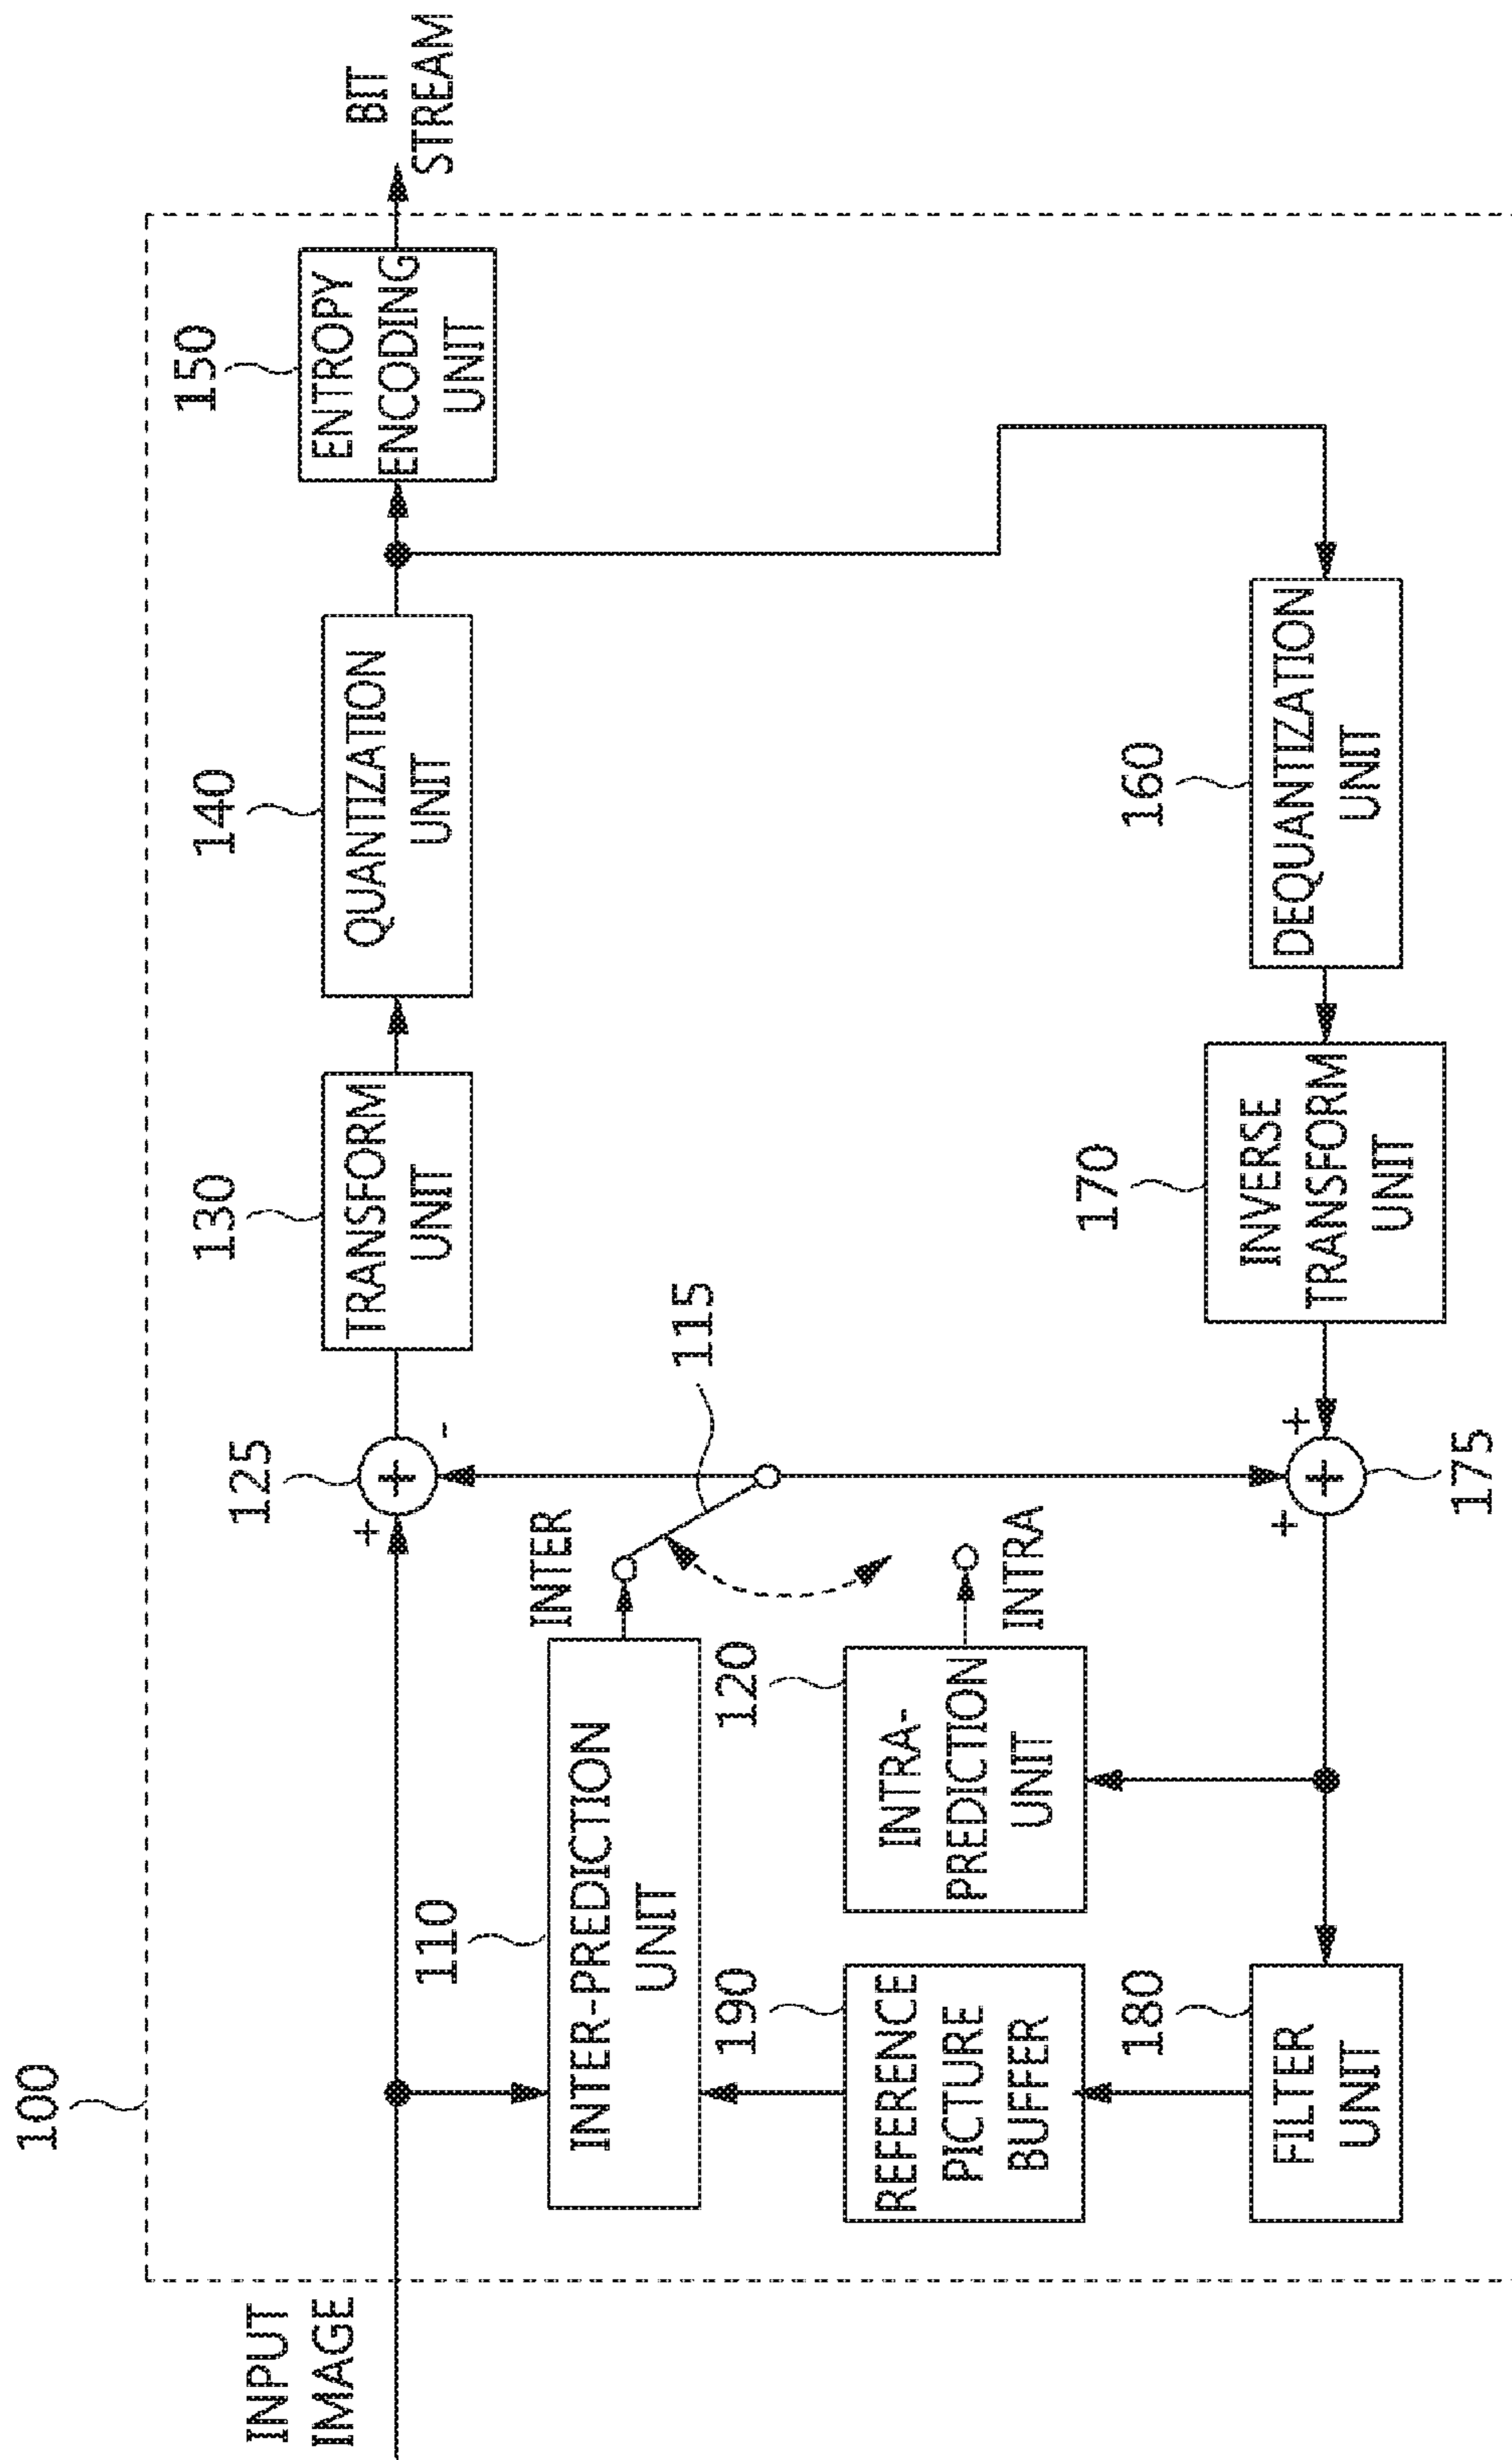 100
INPUT
IMAGE
125
+
-
+
130
TRANSFORM
UNIT
140
QUANTIZATION
UNIT
150
ENTROPY
ENCODING
UNIT
BIT
STREAM
110
INTER-PREDICTION
UNIT
INTER
115
190
REFERENCE
PICTURE
BUFFER
120
INTRA-
PREDICTION
UNIT
INTRA
180
FILTER
UNIT
+
+
+
175
170
INVERSE
TRANSFORM
UNIT
160
DEQUANTIZATION
UNIT